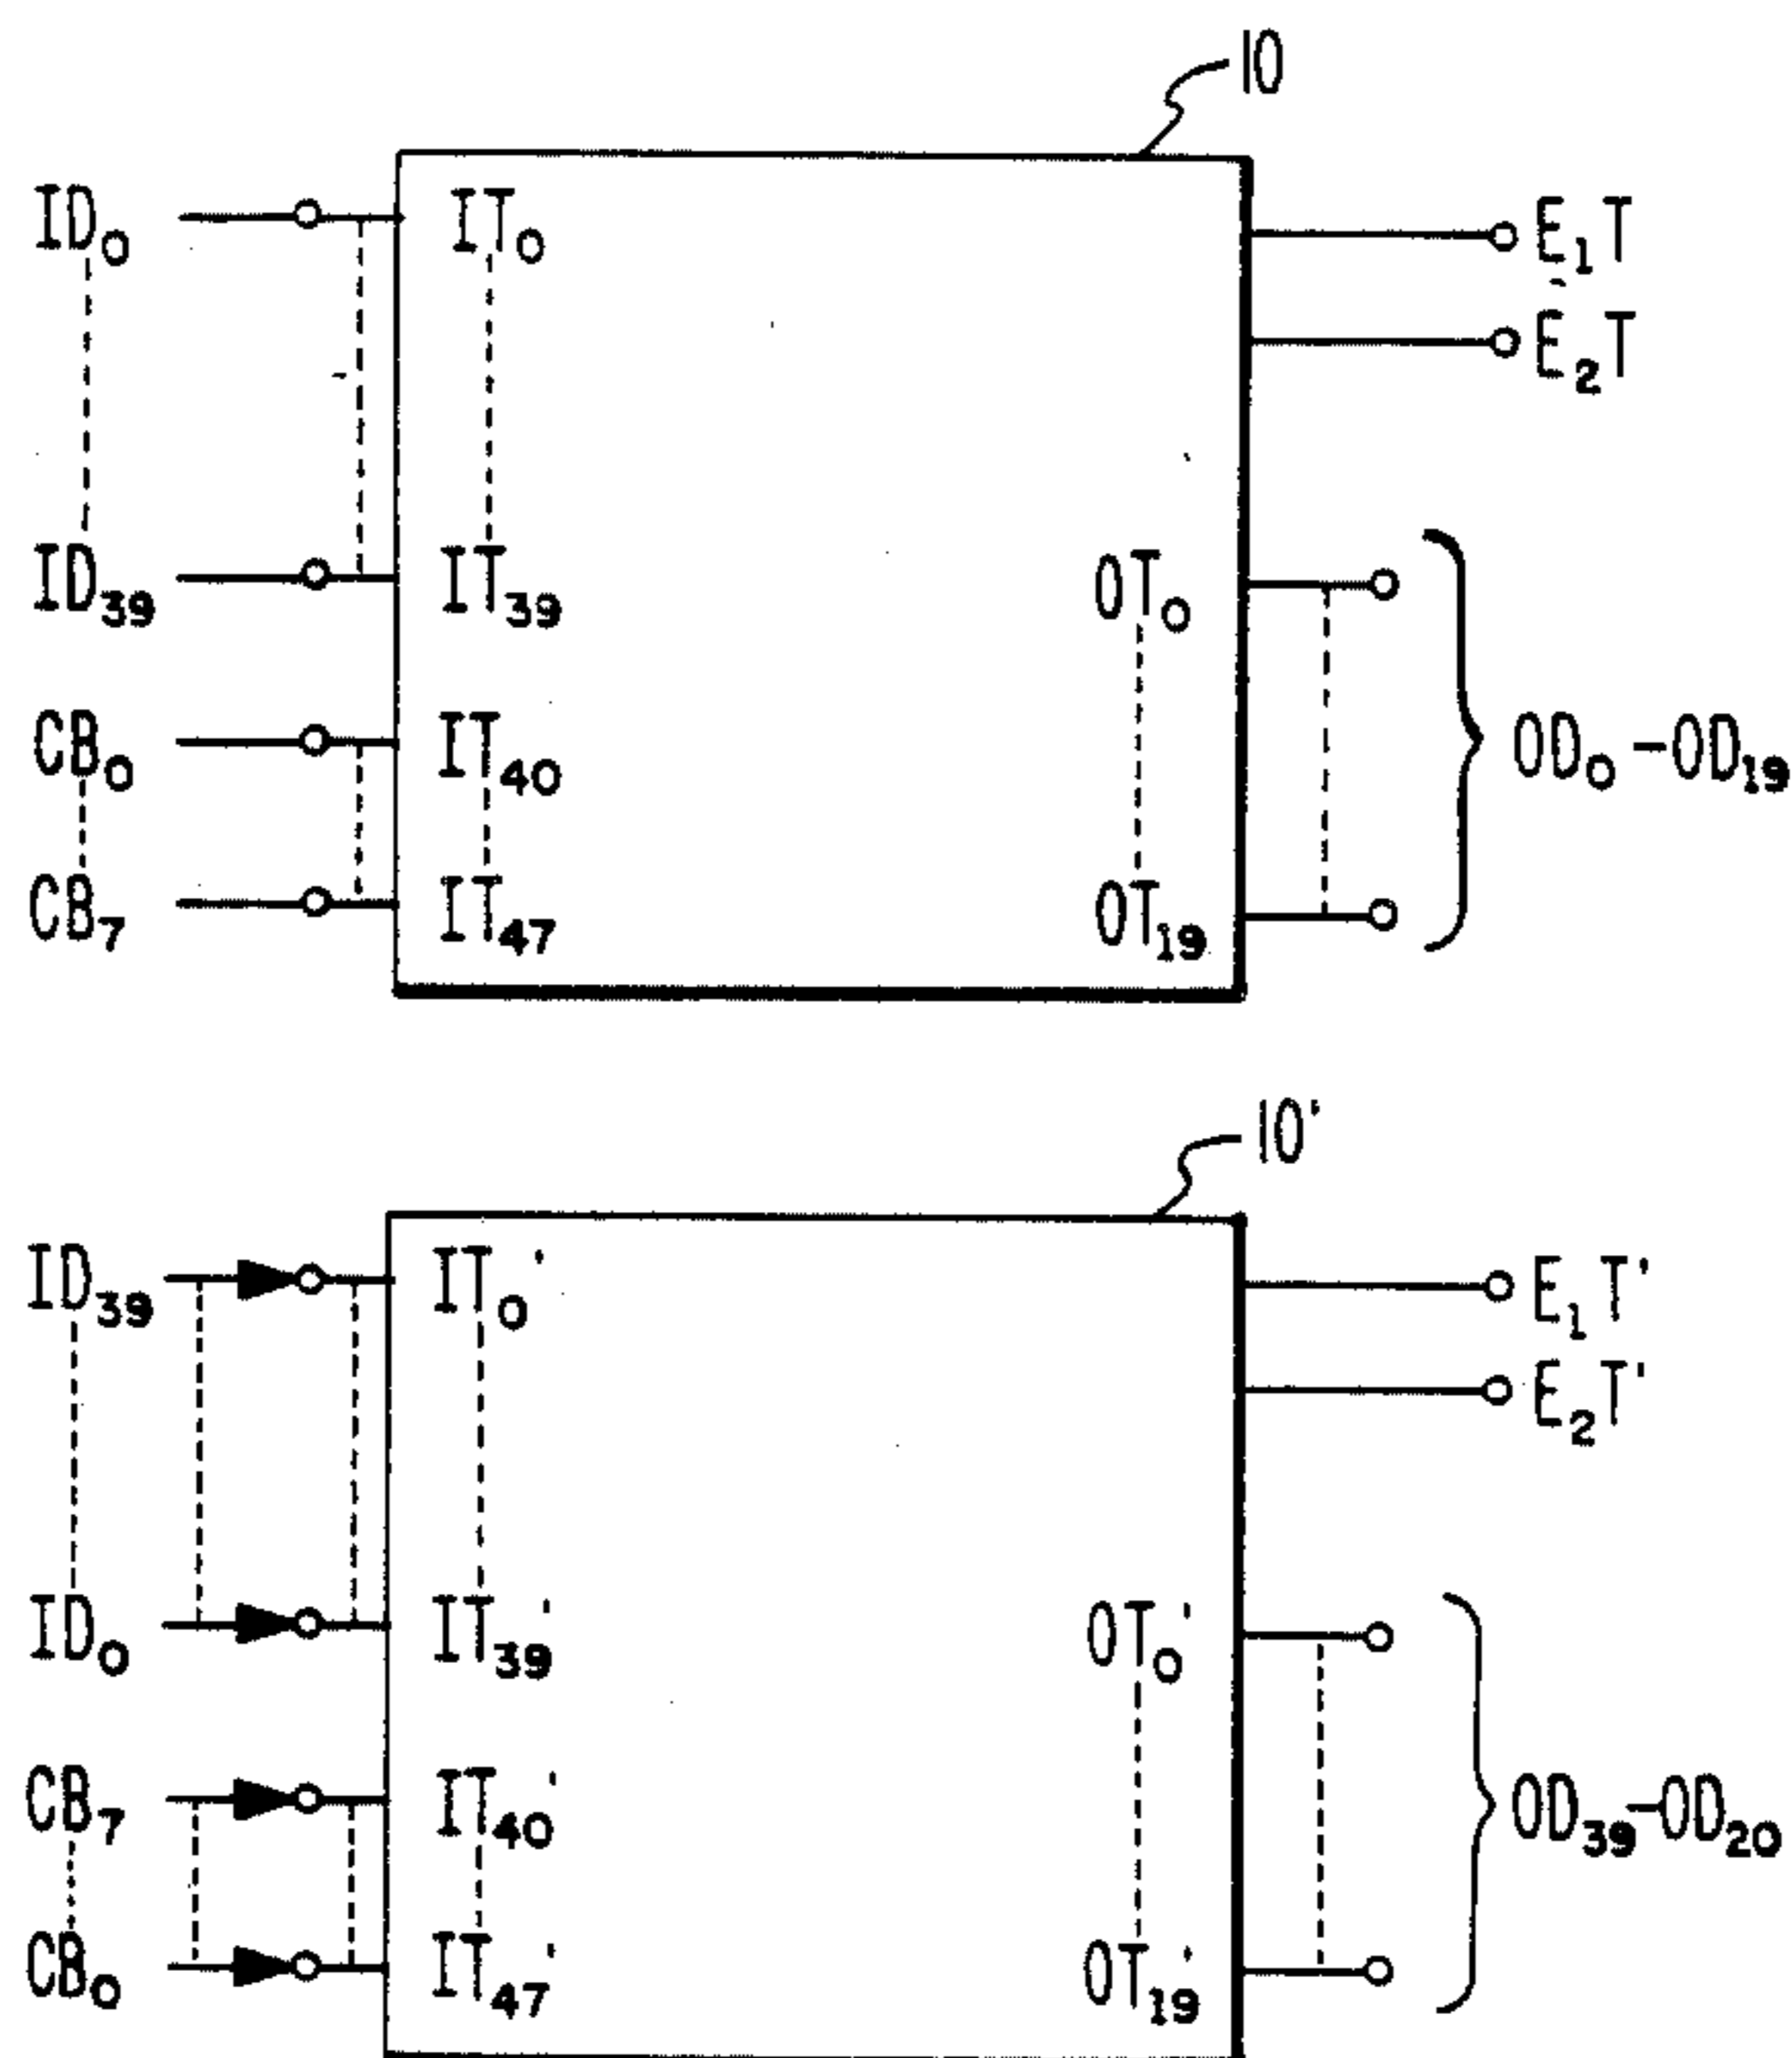 10
ID₀ IT₀ E₁T
E₂T
ID₃₉ IT₃₉ OT₀
CB₀ IT₄₀ OD₀-OD₁₉
CB₇ IT₄₇ OT₁₉
10'
ID₃₉ IT₀' E₁T'
E₂T'
ID₀ IT₃₉' OT₀'
CB₇ IT₄₀' OD₃₉-OD₂₀
CB₀ IT₄₇' OT₁₉'